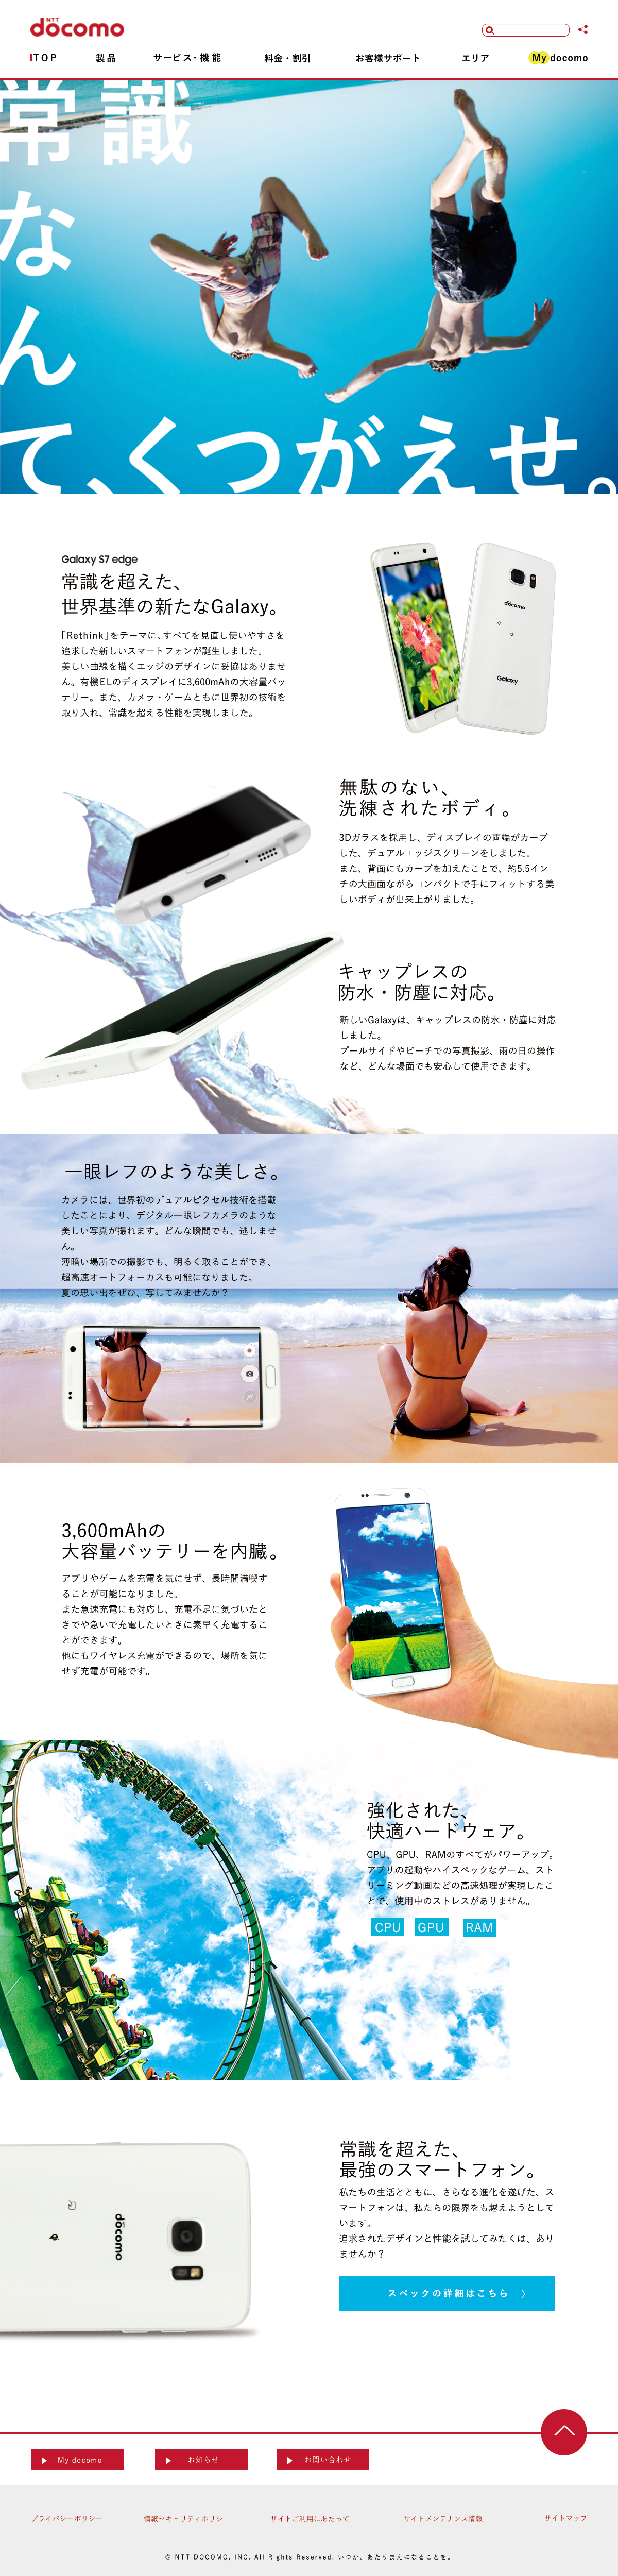 NTT
docomo
TOP
製品
サービス・機能
料金・割引
お客様サポート
エリア
My docomo
常識
な
ん
て、くつがえせ。
Galaxy S7 edge
常識を超えた、
世界基準の新たなGalaxy。
「Rethink」をテーマに、すべてを見直し使いやすさを
追求した新しいスマートフォンが誕生しました。
美しい曲線を描くエッジのデザインに妥協はありませ
ん。有機ELのディスプレイに3,600mAhの大容量バッ
テリー。また、カメラ・ゲームともに世界初の技術を
取り入れ、常識を超える性能を実現しました。
docomo
Galaxy
無駄のない、
洗練されたボディ。
3Dガラスを採用し、ディスプレイの両端がカーブ
した、デュアルエッジスクリーンをしました。
また、背面にもカーブを加えたことで、約5.5イン
チの大画面ながらコンパクトで手にフィットする美
しいボディが出来上がりました。
キャップレスの
防水・防塵に対応。
新しいGalaxyは、キャップレスの防水・防塵に対応
しました。
プールサイドやビーチでの写真撮影、雨の日の操作
など、どんな場面でも安心して使用できます。
一眼レフのような美しさ。
カメラには、世界初のデュアルピクセル技術を搭載
したことにより、デジタル一眼レフカメラのような
美しい写真が撮れます。どんな瞬間でも、逃しませ
ん。
薄暗い場所での撮影でも、明るく取ることができ、
超高速オートフォーカスも可能になりました。
夏の思い出をぜひ、写してみませんか？
3,600mAhの
大容量バッテリーを内臓。
アプリやゲームを充電を気にせず、長時間満喫す
ることが可能になりました。
また急速充電にも対応し、充電不足に気づいたと
きでや急いで充電したいときに素早く充電するこ
とができます。
他にもワイヤレス充電ができるので、場所を気に
せず充電が可能です。
強化された、
快適ハードウェア。
CPU、GPU、RAMのすべてがパワーアップ。
アプリの起動やハイスペックなゲーム、スト
リーミング動画などの高速処理が実現したこ
とで、使用中のストレスがありません。
CPU
GPU
RAM
docomo
常識を超えた、
最強のスマートフォン。
私たちの生活とともに、さらなる進化を遂げた、ス
マートフォンは、私たちの限界をも越えようとして
います。
追求されたデザインと性能を試してみたくは、あり
ませんか？
スペックの詳細はこちら
My docomo
お知らせ
お問い合わせ
プライバシーポリシー
情報セキュリティポリシー
サイトご利用にあたって
サイトメンテナンス情報
サイトマップ
© NTT DOCOMO, INC. All Rights Reserved. いつか、あたりまえになることを。